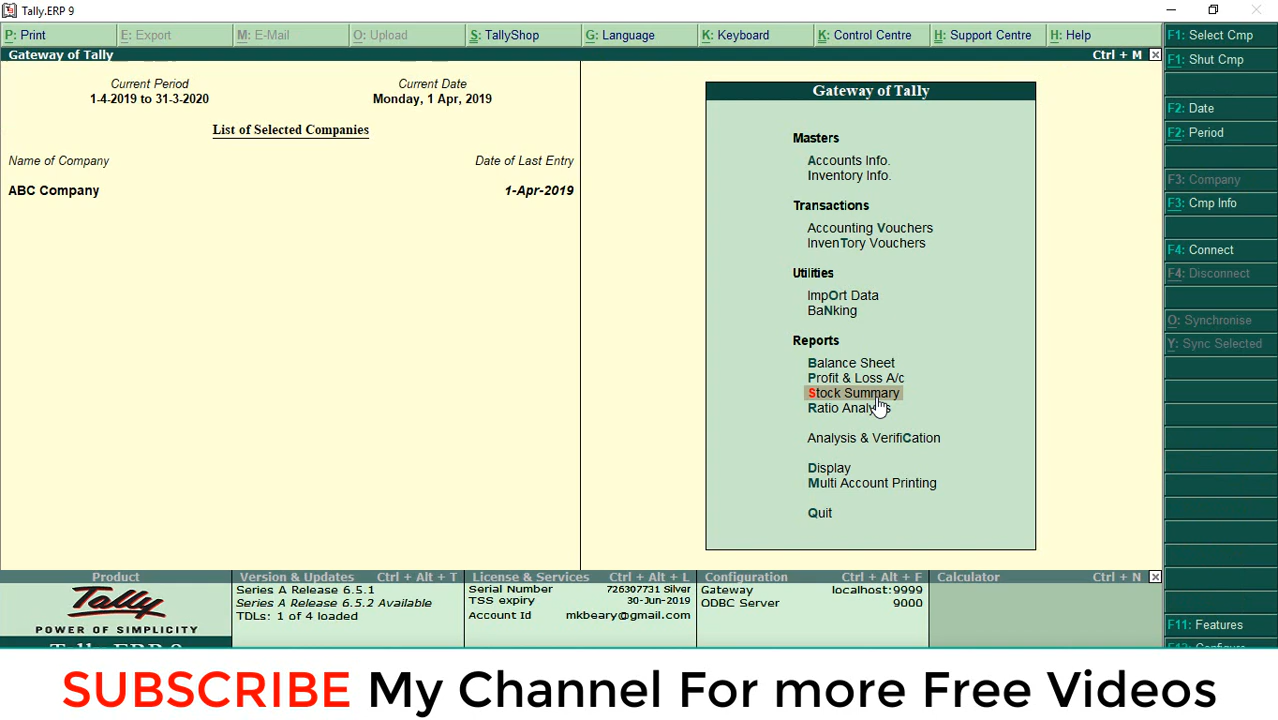 Tally.ERP 9
P: Print
E: Export
M: E-Mail
O: Upload
S: TallyShop
G: Language
K: Keyboard
K: Control Centre
H: Support Centre
H: Help
Gateway of Tally
Ctrl + M
Current Period
1-4-2019 to 31-3-2020
Current Date
Monday, 1 Apr, 2019
List of Selected Companies
Name of Company
Date of Last Entry
ABC Company
1-Apr-2019
Gateway of Tally
Masters
Accounts Info.
Inventory Info.
Transactions
Accounting Vouchers
InvenTory Vouchers
Utilities
ImpOrt Data
BaNking
Reports
Balance Sheet
Profit & Loss A/c
Stock Summary
Ratio Analysis
Analysis & VerifiCation
Display
Multi Account Printing
Quit
F1: Select Cmp
F1: Shut Cmp
F2: Date
F2: Period
F3: Company
F3: Cmp Info
F4: Connect
F4: Disconnect
O: Synchronise
Y: Sync Selected
F11: Features
F12: Configure
Product
Tally
POWER OF SIMPLICITY
Tally.ERP 9
Version & Updates Ctrl + Alt + T
Series A Release 6.5.1
Series A Release 6.5.2 Available
TDLs: 1 of 4 loaded
License & Services Ctrl + Alt + L
Serial Number 726307731 Silver
TSS expiry 30-Jun-2019
Account Id mkbeary@gmail.com
Configuration Ctrl + Alt + F
Gateway localhost:9999
ODBC Server 9000
Calculator Ctrl + N
SUBSCRIBE My Channel For more Free Videos